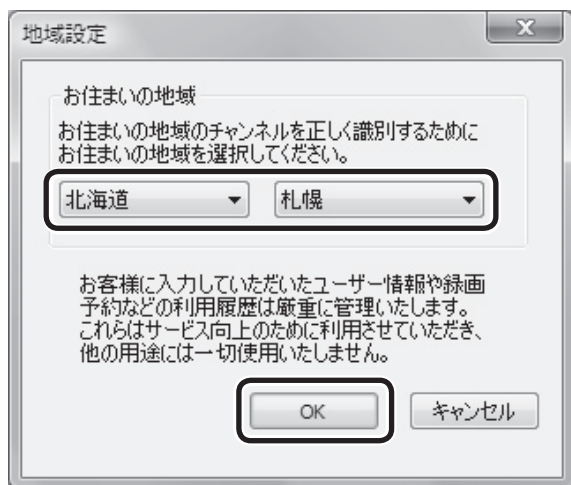 地域設定
お住まいの地域
お住まいの地域のチャンネルを正しく識別するために
お住まいの地域を選択してください。
北海道 札幌
お客様に入力していただいたユーザー情報や録画
予約などの利用履歴は厳重に管理いたします。
これらはサービス向上のために利用させていただき、
他の用途には一切使用いたしません。
OK キャンセル